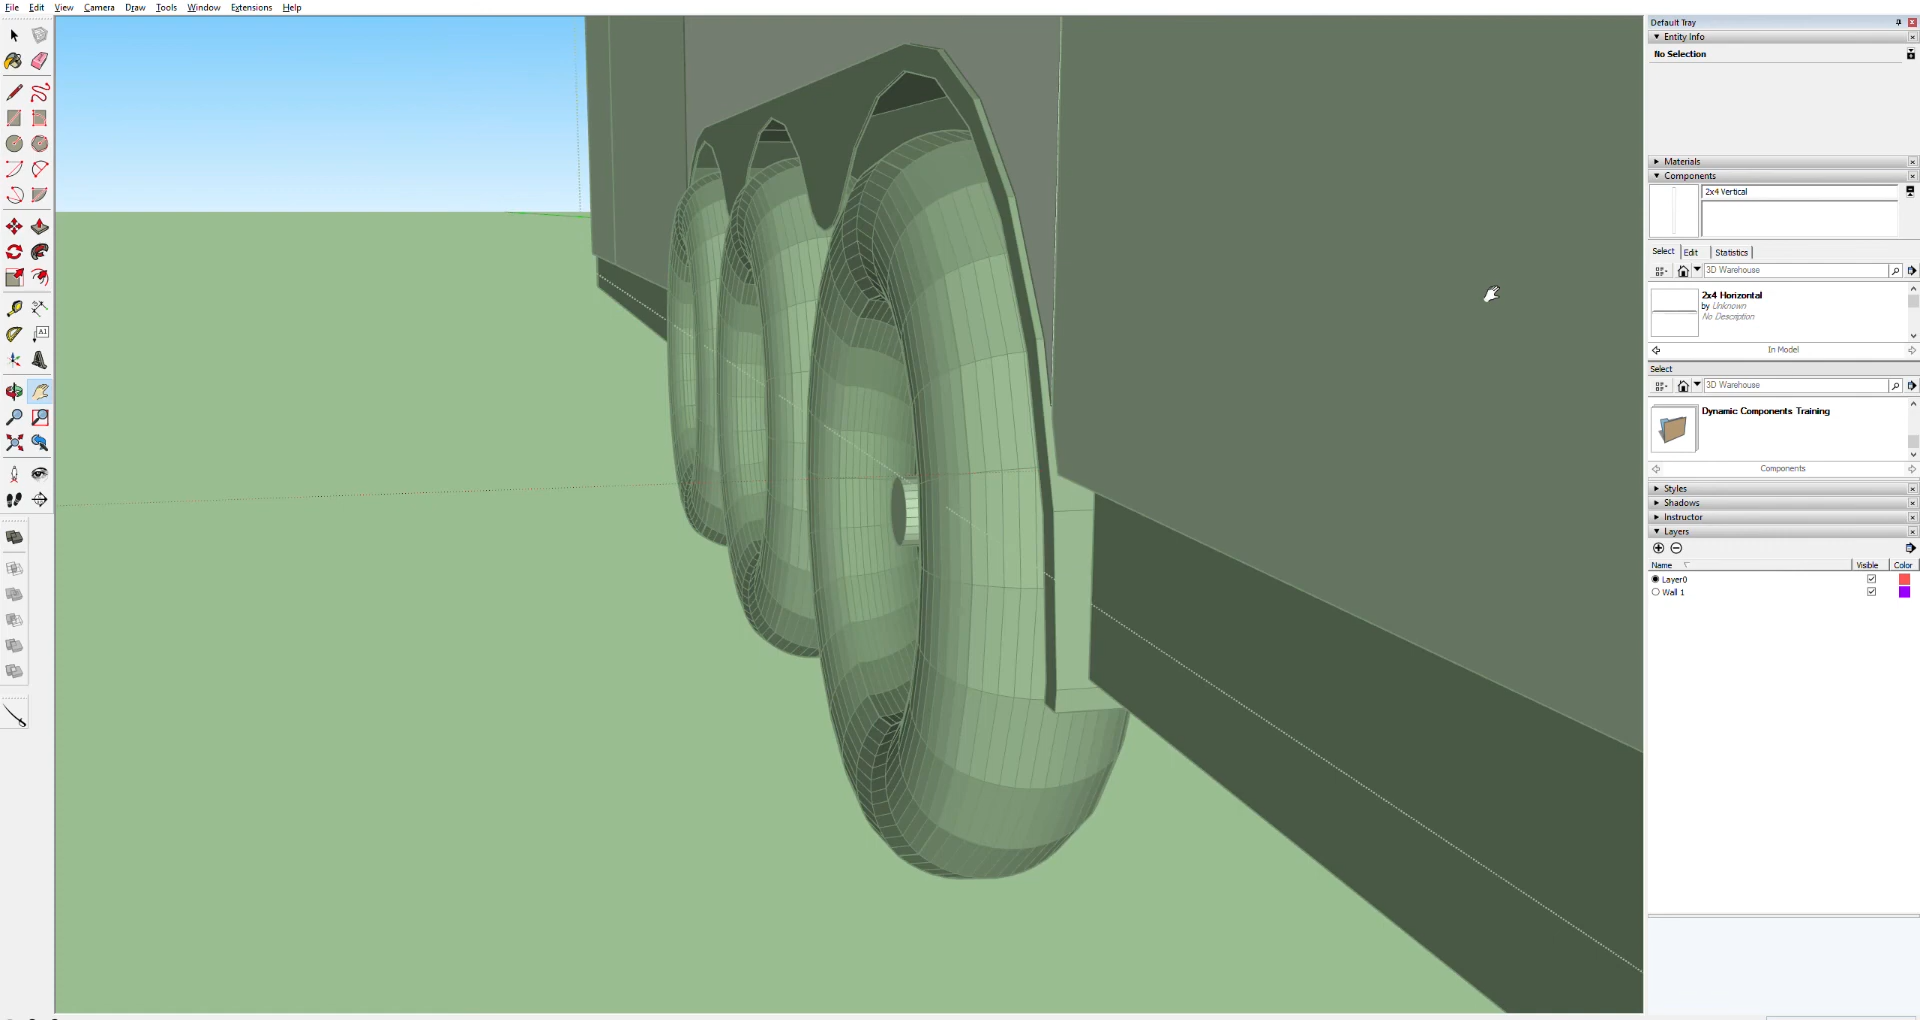 File Edit View Camera Draw Tools Window Extensions Help
Default Tray
Entity Info
No Selection
Materials
Components
2x4 Vertical
Select Edit Statistics
3D Warehouse
2x4 Horizontal
by Unknown
No Description
In Model
Select
3D Warehouse
Dynamic Components Training
Components
Styles
Shadows
Instructor
Layers
Name Visible Color
Layer0
Wall 1